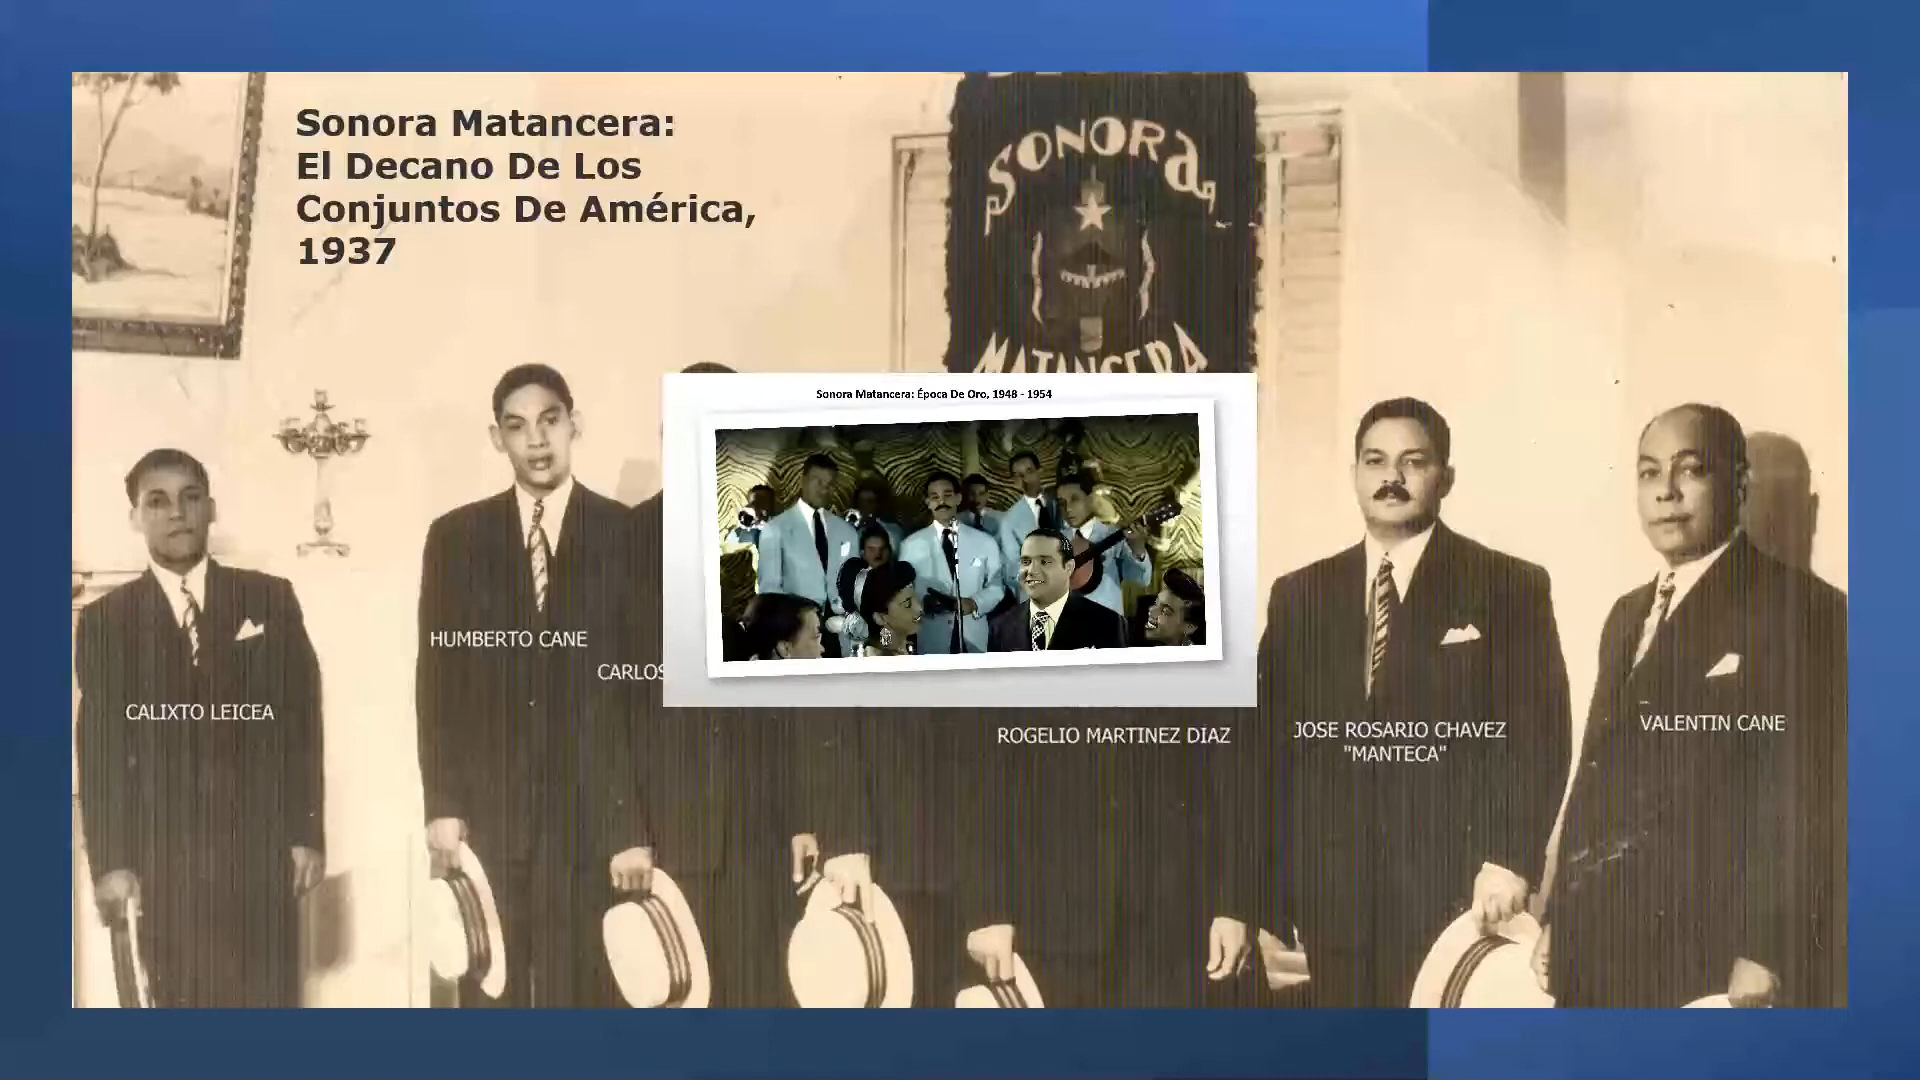 Sonora Matancera:
El Decano De Los
Conjuntos De América,
1937
SONORA
MATANCERA
Sonora Matancera: Época De Oro, 1948 - 1954
HUMBERTO CANE
CARLOS
CALIXTO LEICEA
ROGELIO MARTINEZ DÍAZ
JOSE ROSARIO CHAVEZ
"MANTECA"
VALENTIN CANE